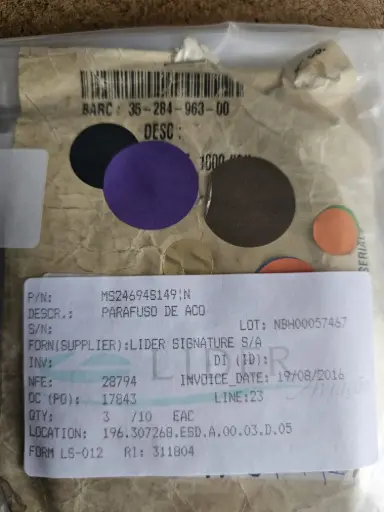 BARC: 36-284-963-00
DESC:
P/N: MS24694S149¦N
DESCR.: PARAFUSO DE ACO
S/N: LOT: NBH00057467
FORN(SUPPLIER):LIDER SIGNATURE S/A
INV: DI (ID):
NFE: 28794 INVOICE_DATE: 19/08/2016
OC (PO): 17843 LINE:23
QTY: 3 /10 EAC
LOCATION: 196.307268.ESD.A.00.03.D.05
FORM LS-012 RI: 311804